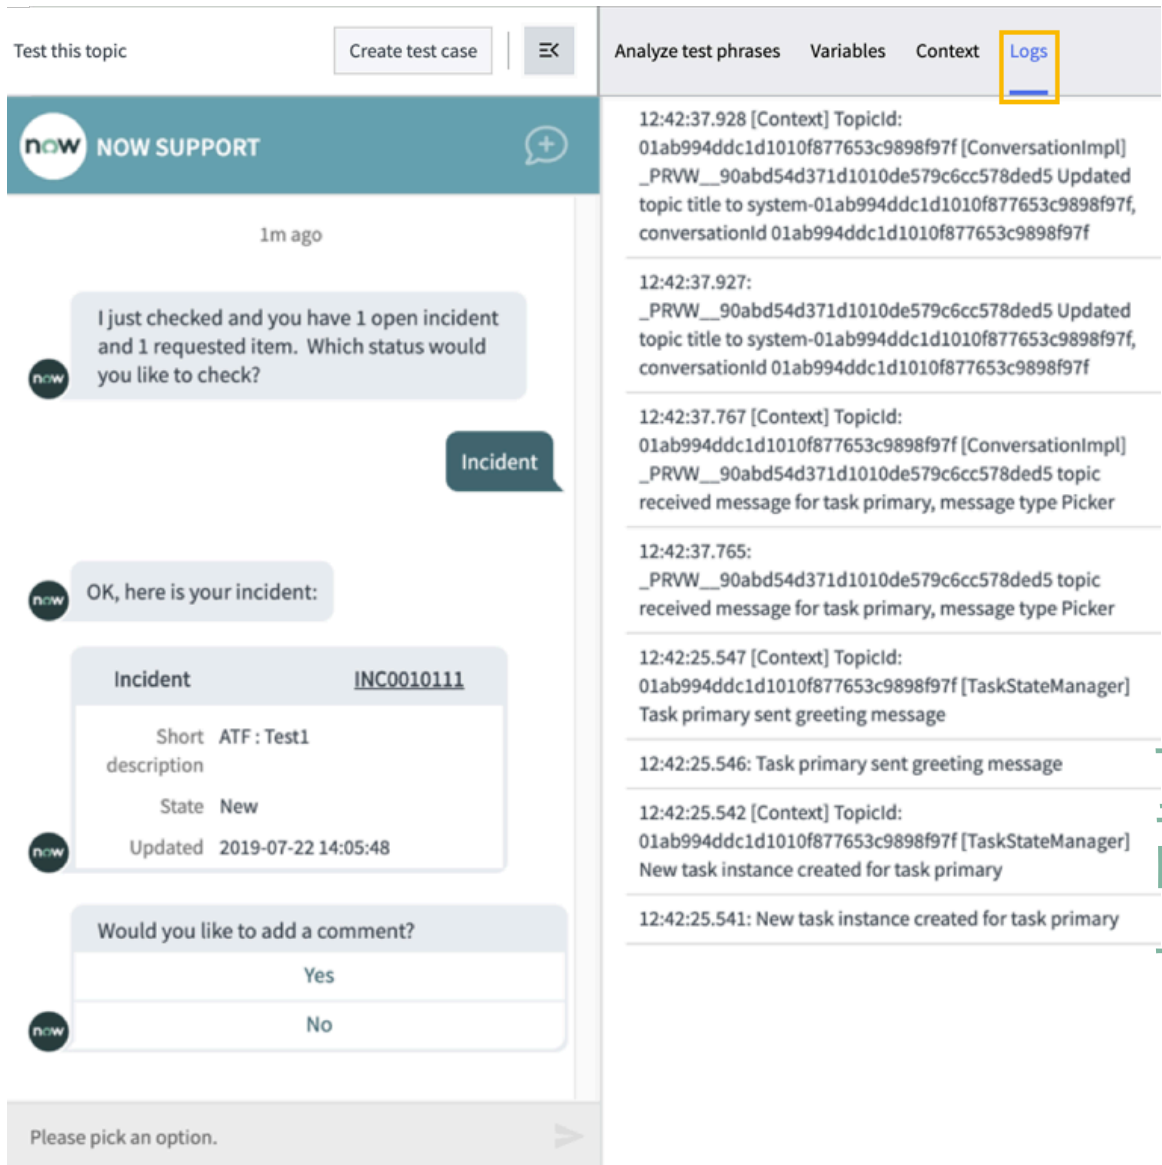 Test this topic
Create test case
now NOW SUPPORT
1m ago
I just checked and you have 1 open incident
and 1 requested item. Which status would
you like to check?
now
Incident
OK, here is your incident:
now
Incident INC0010111
Short description ATF : Test1
State New
Updated 2019-07-22 14:05:48
now
Would you like to add a comment?
Yes
No
now
Please pick an option.
Analyze test phrases Variables Context Logs
12:42:37.928 [Context] TopicId:
01ab994ddc1d1010f877653c9898f97f [ConversationImpl]
_PRVW__90abd54d371d1010de579c6cc578ded5 Updated
topic title to system-01ab994ddc1d1010f877653c9898f97f,
conversationId 01ab994ddc1d1010f877653c9898f97f
12:42:37.927:
_PRVW__90abd54d371d1010de579c6cc578ded5 Updated
topic title to system-01ab994ddc1d1010f877653c9898f97f,
conversationId 01ab994ddc1d1010f877653c9898f97f
12:42:37.767 [Context] TopicId:
01ab994ddc1d1010f877653c9898f97f [ConversationImpl]
_PRVW__90abd54d371d1010de579c6cc578ded5 topic
received message for task primary, message type Picker
12:42:37.765:
_PRVW__90abd54d371d1010de579c6cc578ded5 topic
received message for task primary, message type Picker
12:42:25.547 [Context] TopicId:
01ab994ddc1d1010f877653c9898f97f [TaskStateManager]
Task primary sent greeting message
12:42:25.546: Task primary sent greeting message
12:42:25.542 [Context] TopicId:
01ab994ddc1d1010f877653c9898f97f [TaskStateManager]
New task instance created for task primary
12:42:25.541: New task instance created for task primary